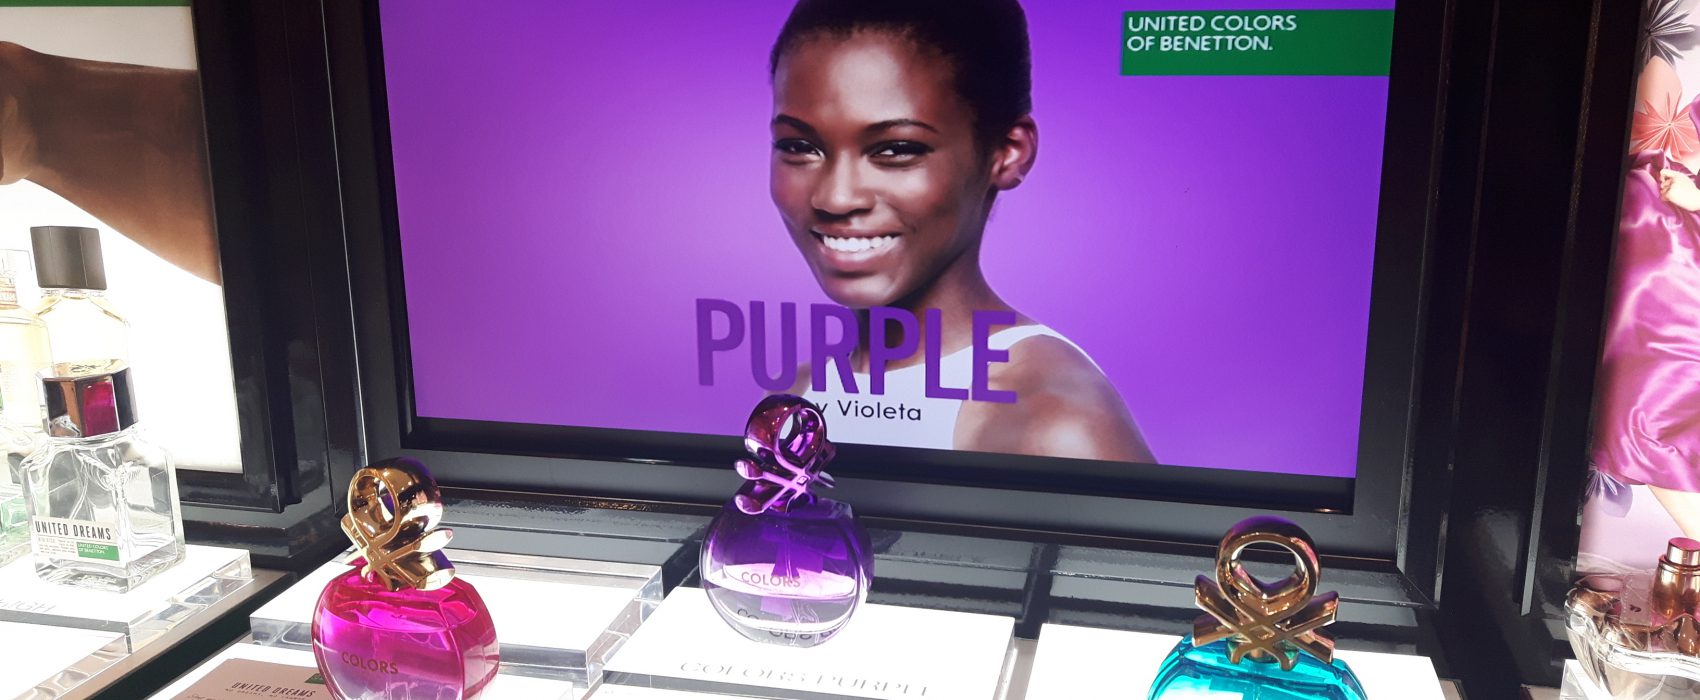 UNITED COLORS
OF BENETTON.
PURPLE
y Violeta
UNITED DREAMS
UNITED COLORS
OF BENETTON.
COLORS
COLORS
COLORS PURPLE
UNITED DREAMS